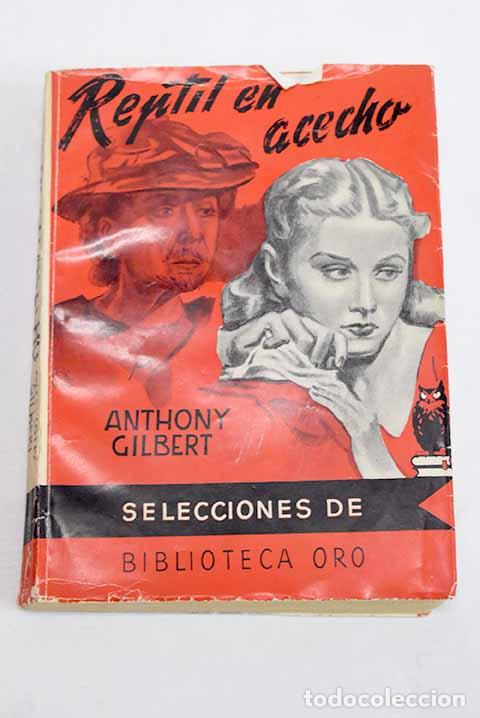 Reptil en
acecho
ANTHONY
GILBERT
SELECCIONES DE
BIBLIOTECA ORO
todocoleccion